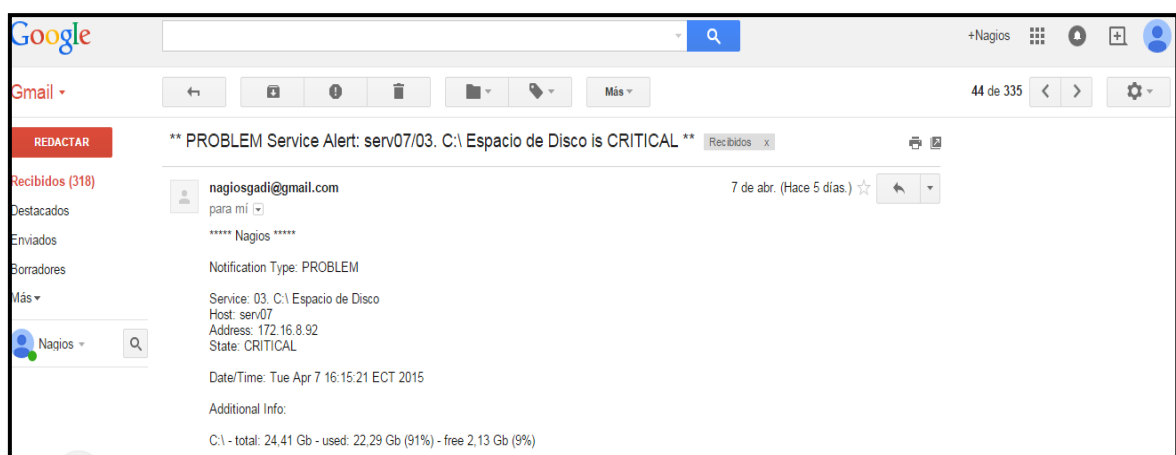 Google
+Nagios
Gmail
Más
44 de 335
REDACTAR
** PROBLEM Service Alert: serv07/03. C:\ Espacio de Disco is CRITICAL ** Recibidos x
Recibidos (318)
Destacados
Enviados
Borradores
Más
Nagios
nagiosgadi@gmail.com
7 de abr. (Hace 5 días.)
para mí
***** Nagios *****
Notification Type: PROBLEM
Service: 03. C:\ Espacio de Disco
Host: serv07
Address: 172.16.8.92
State: CRITICAL
Date/Time: Tue Apr 7 16:15:21 ECT 2015
Additional Info:
C:\ - total: 24,41 Gb - used: 22,29 Gb (91%) - free 2,13 Gb (9%)